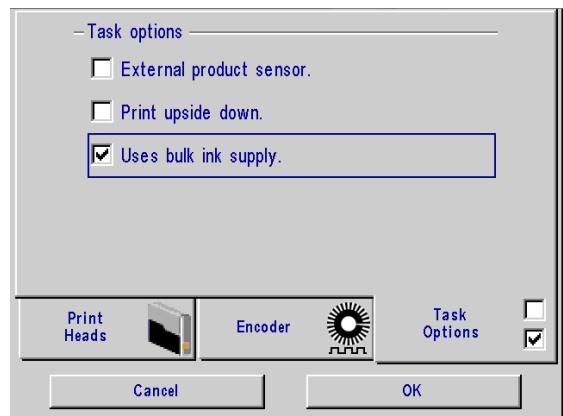 Task options
External product sensor.
Print upside down.
Uses bulk ink supply.
Print
Heads
Encoder
Task
Options
Cancel
OK